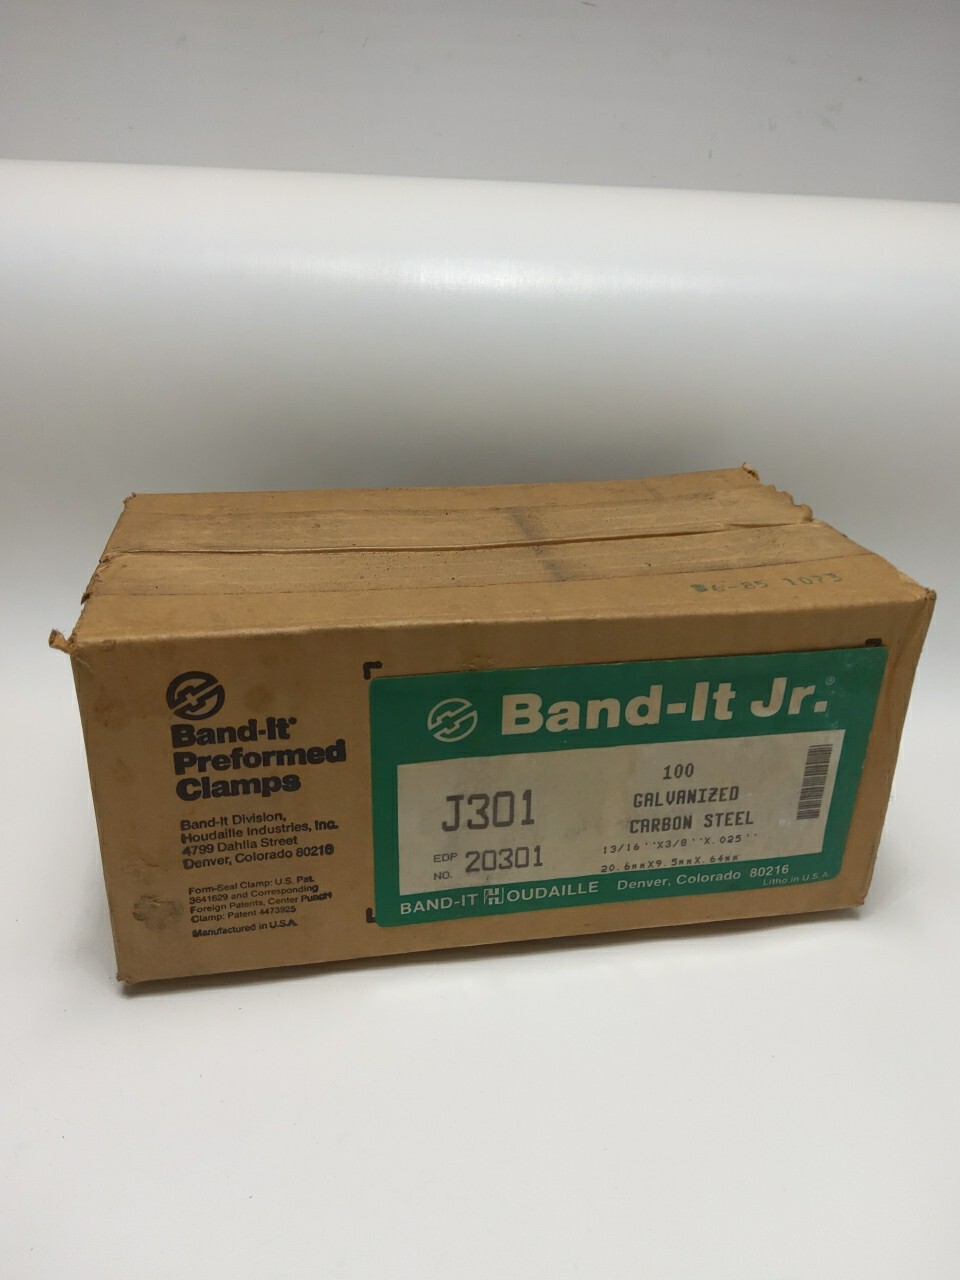 6-85 1073
Band-It®
Preformed
Clamps
Band-It Division,
Houdaille Industries, Inc.
4799 Dahlia Street
Denver, Colorado 80216
Form-Seal Clamp: U.S. Pat.
3641629 and Corresponding
Foreign Patents, Center Punch
Clamp: Patent 4473925
Manufactured in U.S.A.
Band-It Jr.®
J301
EDP
NO. 20301
100
GALVANIZED
CARBON STEEL
13/16''X3/8''X.025''
20.6mmX9.5mmX.64mm
BAND-IT HOUDAILLE Denver, Colorado 80216
Litho in U.S.A.